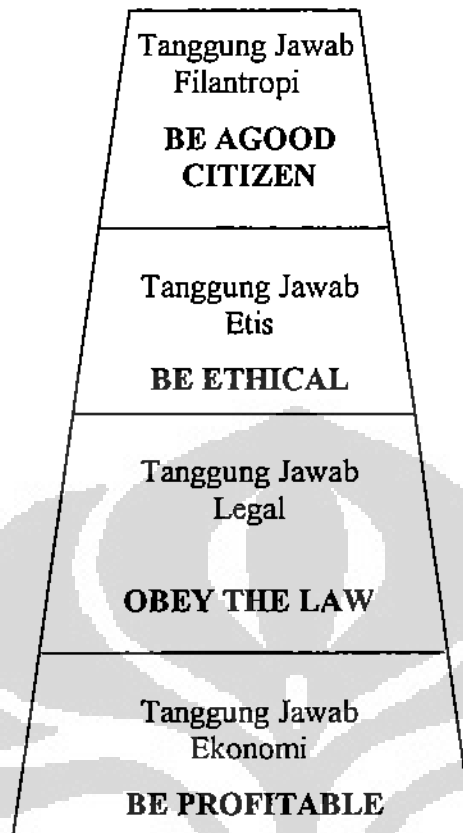 Tanggung Jawab
Filantropi
BE AGOOD
CITIZEN
Tanggung Jawab
Etis
BE ETHICAL
Tanggung Jawab
Legal
OBEY THE LAW
Tanggung Jawab
Ekonomi
BE PROFITABLE